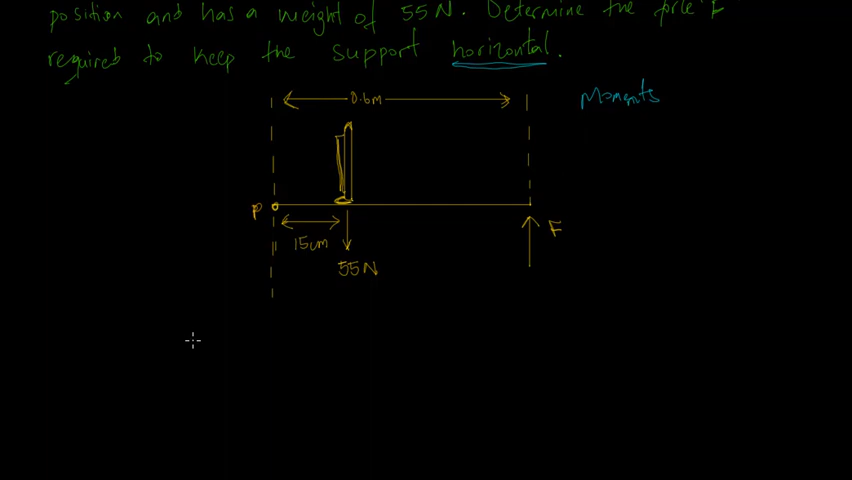 position and has a weight of 55 N. Determine the force F
required to keep the support horizontal.
0.6m
Moments
P
F
15cm
55N